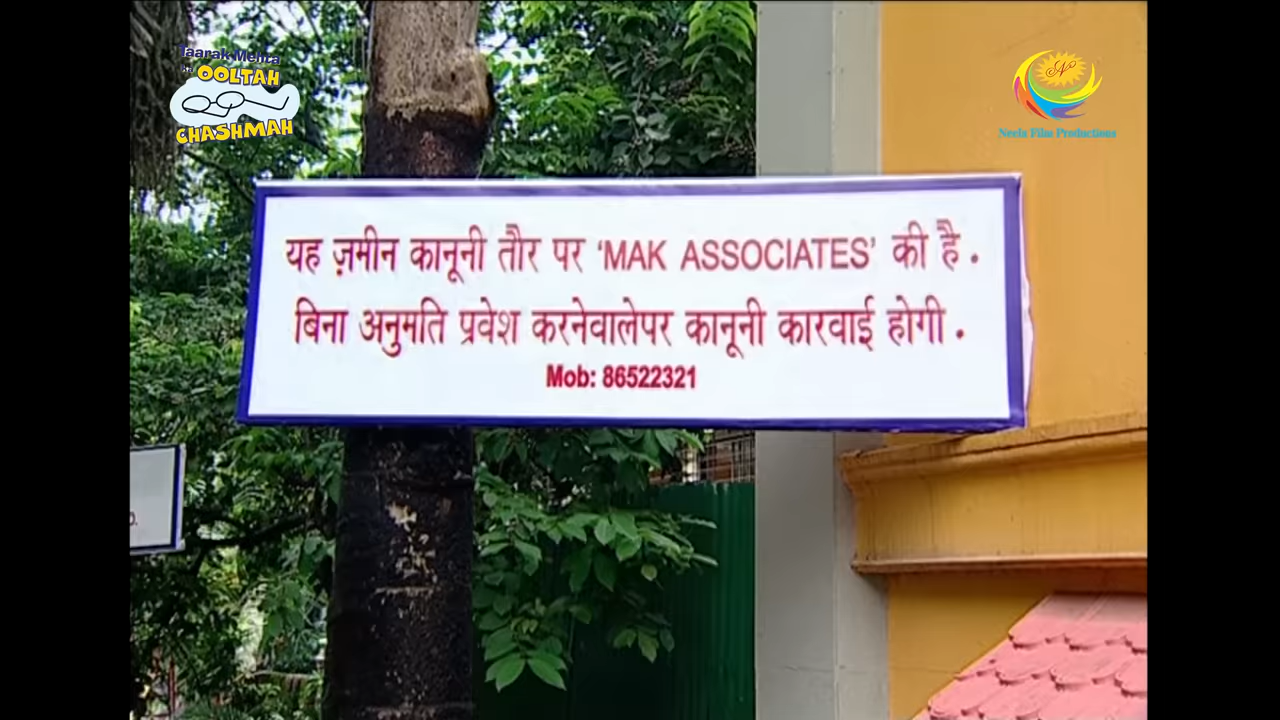 Taarak Mehta
Ka OOLTAH
CHASHMAH
Neela Film Productions
यह ज़मीन कानूनी तौर पर ‘MAK ASSOCIATES’ की है .
बिना अनुमति प्रवेश करनेवालेपर कानूनी कारवाई होगी .
Mob: 86522321